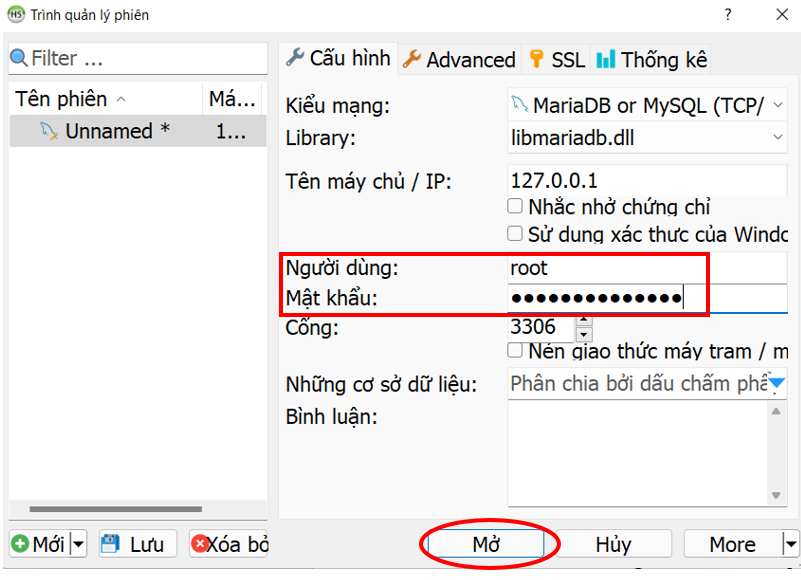 HS Trình quản lý phiên ?
Filter ...
Tên phiên Má...
Unnamed * 1...
Cấu hình Advanced SSL Thống kê
Kiểu mạng: MariaDB or MySQL (TCP/
Library: libmariadb.dll
Tên máy chủ / IP: 127.0.0.1
Nhắc nhở chứng chỉ
Sử dụng xác thực của Windo
Người dùng: root
Mật khẩu: ●●●●●●●●●●●●●●
Cổng: 3306
Nén giao thức máy trạm / m
Những cơ sở dữ liệu: Phân chia bởi dấu chấm phẩ
Bình luận:
Mới Lưu Xóa bỏ Mở Hủy More